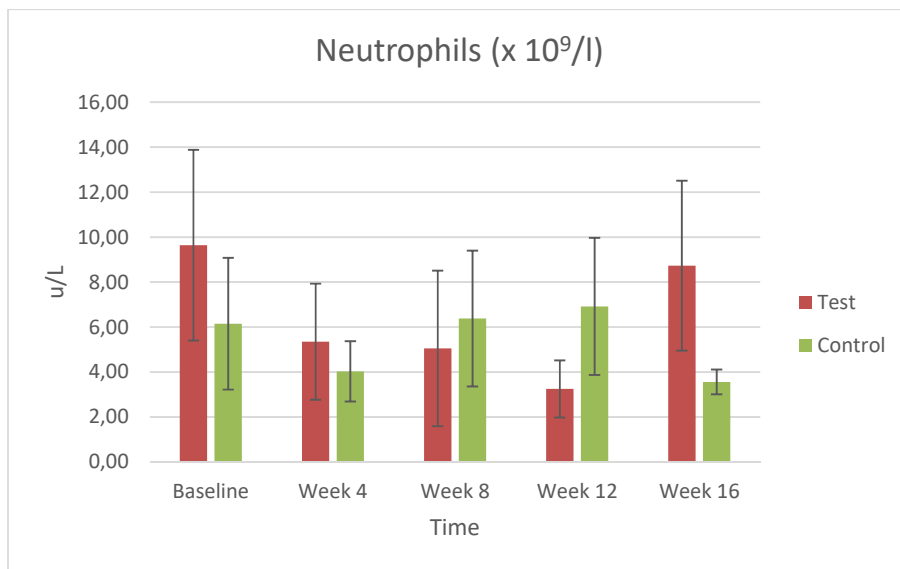 Neutrophils (x 10⁹/l)
16,00
14,00
12,00
10,00
8,00
6,00
4,00
2,00
0,00
u/L
Baseline Week 4 Week 8 Week 12 Week 16
Time
Test
Control